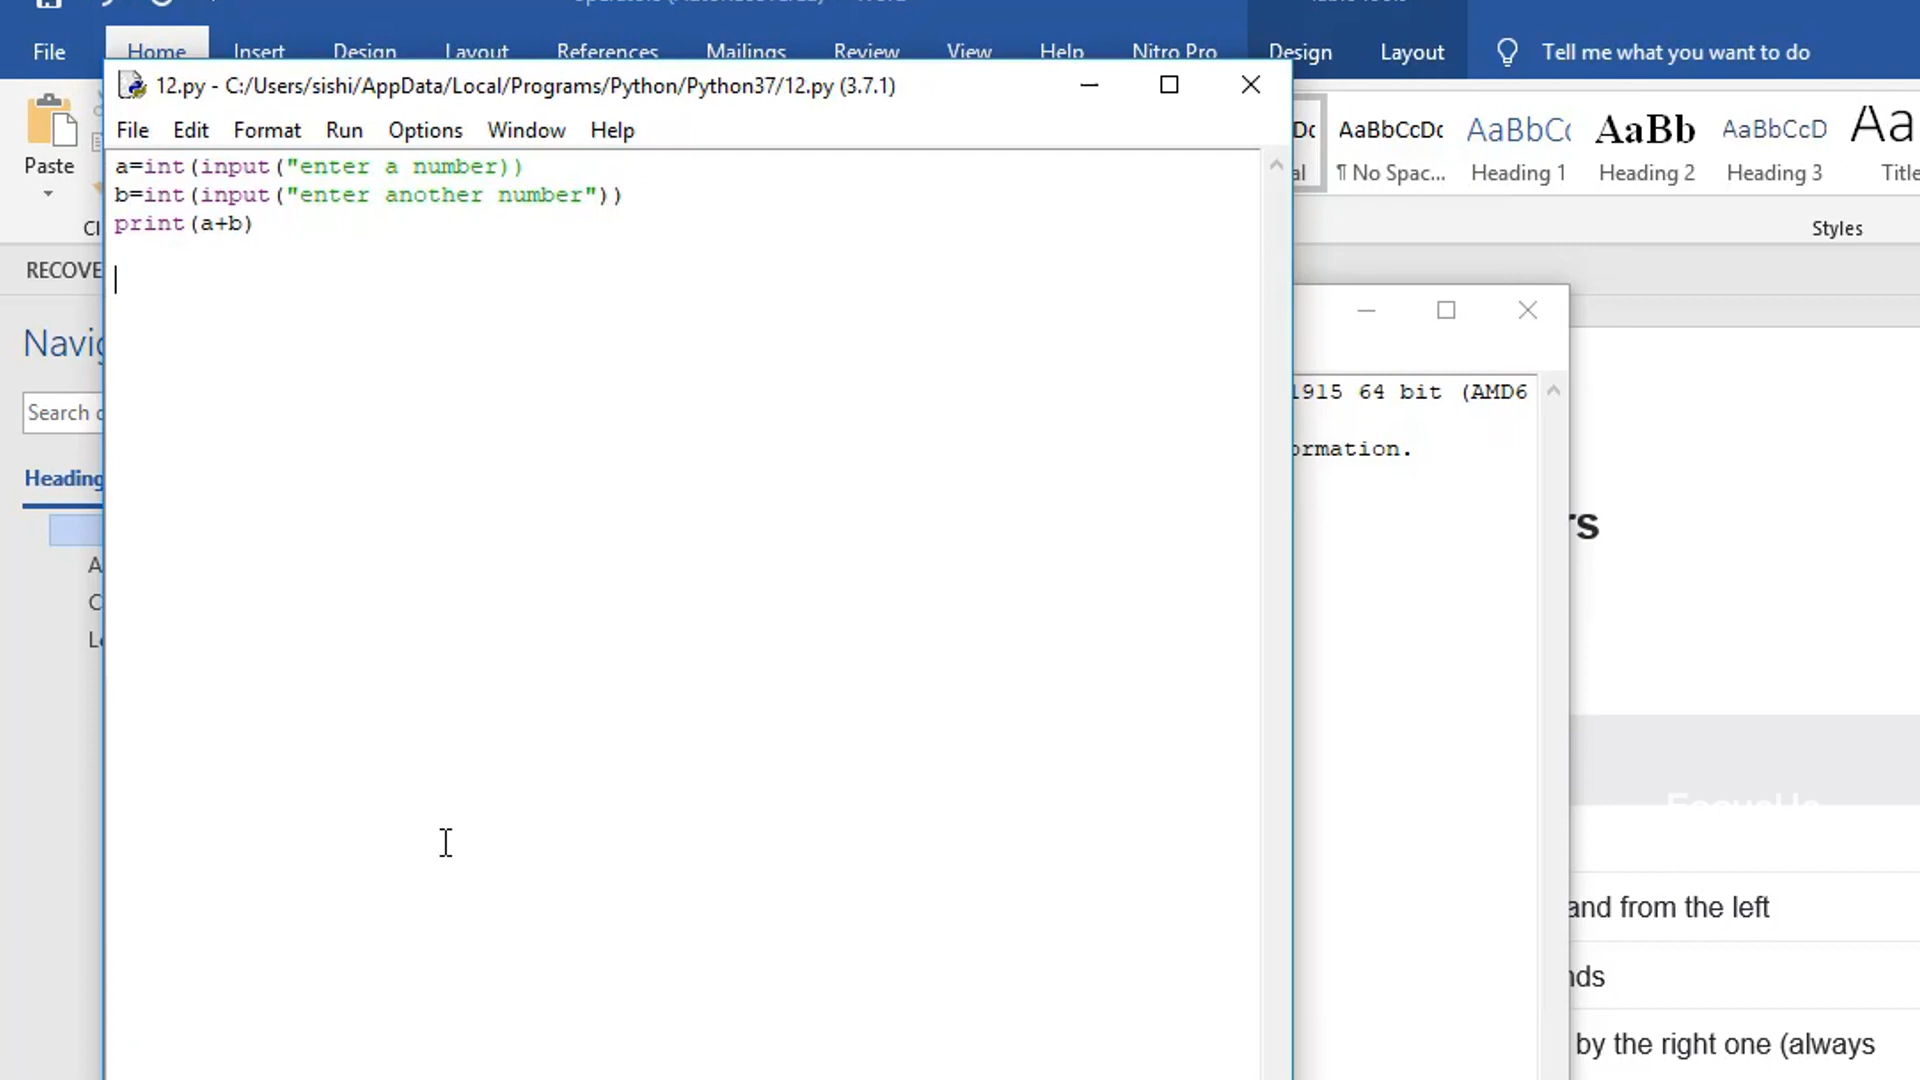 File Home Insert Design Layout References Mailings Review View Help Nitro Pro Design Layout Tell me what you want to do
12.py - C:/Users/sishi/AppData/Local/Programs/Python/Python37/12.py (3.7.1)
File Edit Format Run Options Window Help
a=int(input("enter a number))
b=int(input("enter another number"))
print(a+b)
Paste
AaBbCcDc AaBbCc AaBb AaBbCcD Aa
¶ No Spac... Heading 1 Heading 2 Heading 3 Title
Styles
RECOVE
Navig
Search
Heading
1915 64 bit (AMD6
ormation.
rs
and from the left
nds
by the right one (always